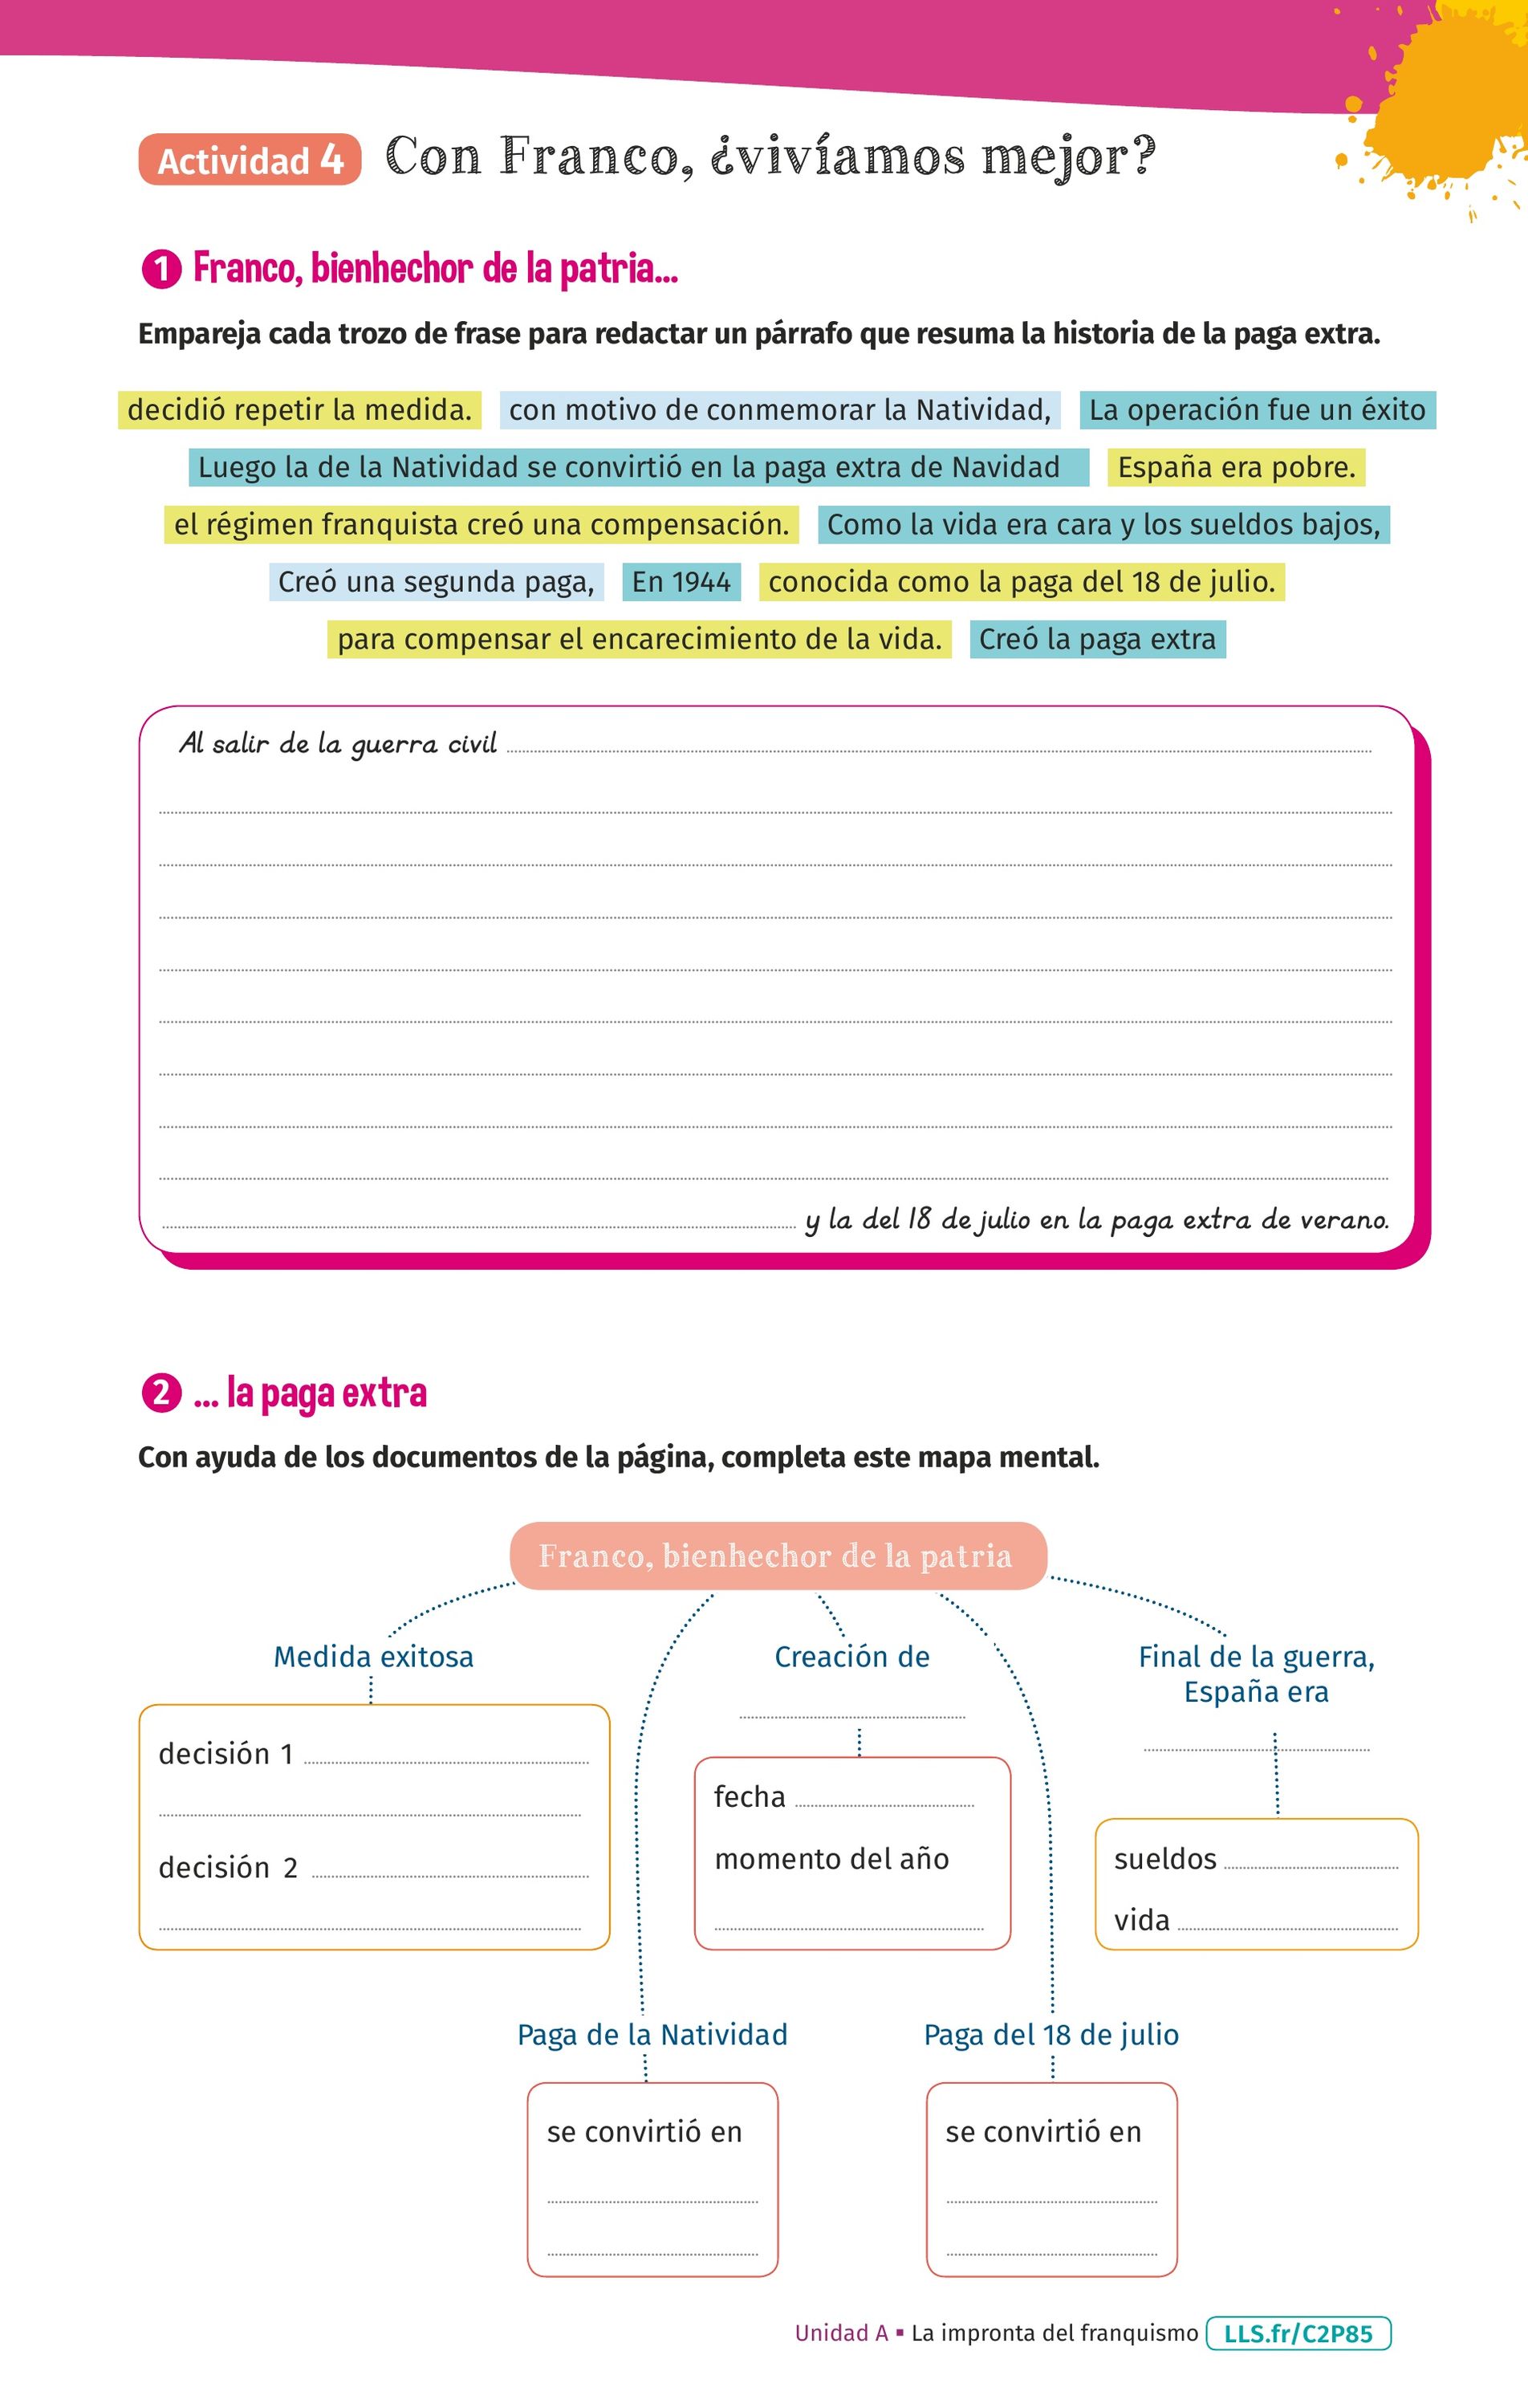 Actividad 4 Con Franco, ¿vivíamos mejor?
1 Franco, bienhechor de la patria...
Empareja cada trozo de frase para redactar un párrafo que resuma la historia de la paga extra.
decidió repetir la medida. con motivo de conmemorar la Natividad, La operación fue un éxito
Luego la de la Natividad se convirtió en la paga extra de Navidad España era pobre.
el régimen franquista creó una compensación. Como la vida era cara y los sueldos bajos,
Creó una segunda paga, En 1944 conocida como la paga del 18 de julio.
para compensar el encarecimiento de la vida. Creó la paga extra
Al salir de la guerra civil
y la del 18 de julio en la paga extra de verano.
2 ... la paga extra
Con ayuda de los documentos de la página, completa este mapa mental.
Franco, bienhechor de la patria
Medida exitosa
decisión 1
decisión 2
Creación de
fecha
momento del año
Final de la guerra,
España era
sueldos
vida
Paga de la Natividad
se convirtió en
Paga del 18 de julio
se convirtió en
Unidad A ▪ La impronta del franquismo LLS.fr/C2P85